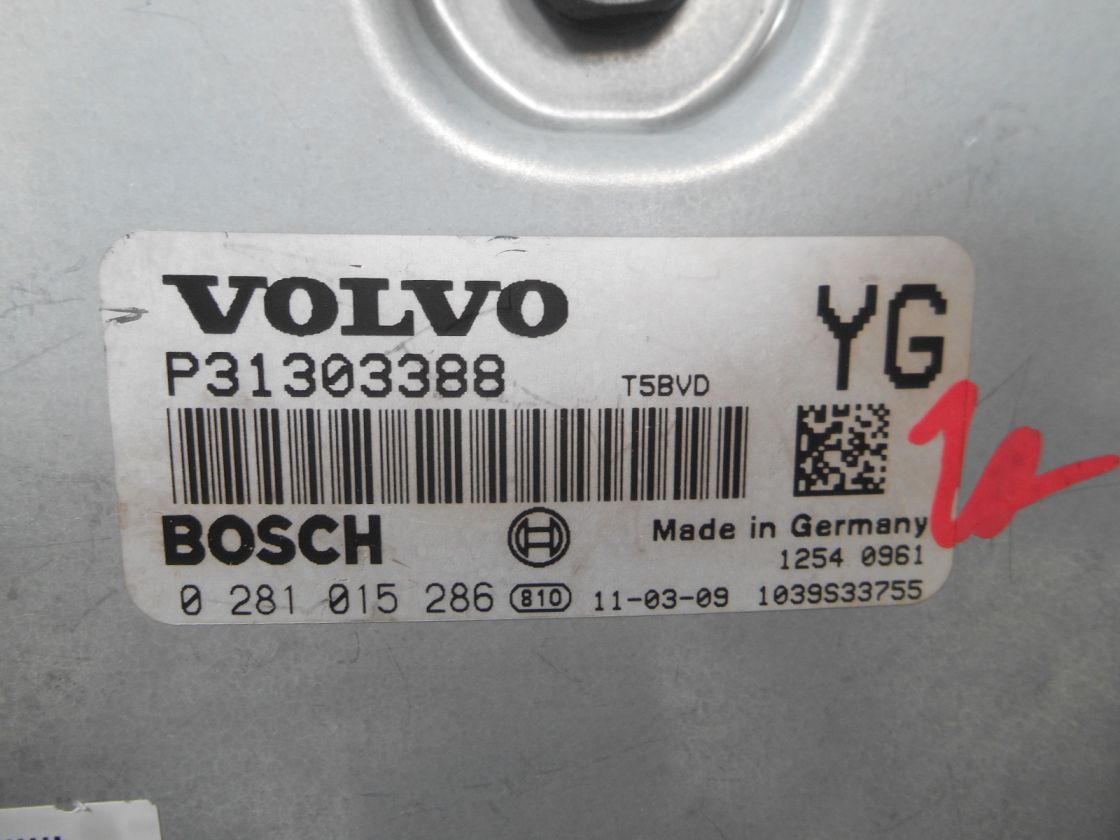 VOLVO
YG
P31303388
T5BVD
BOSCH
Made in Germany
1254 0961
0 281 015 286 810 11-03-09 1039S33755